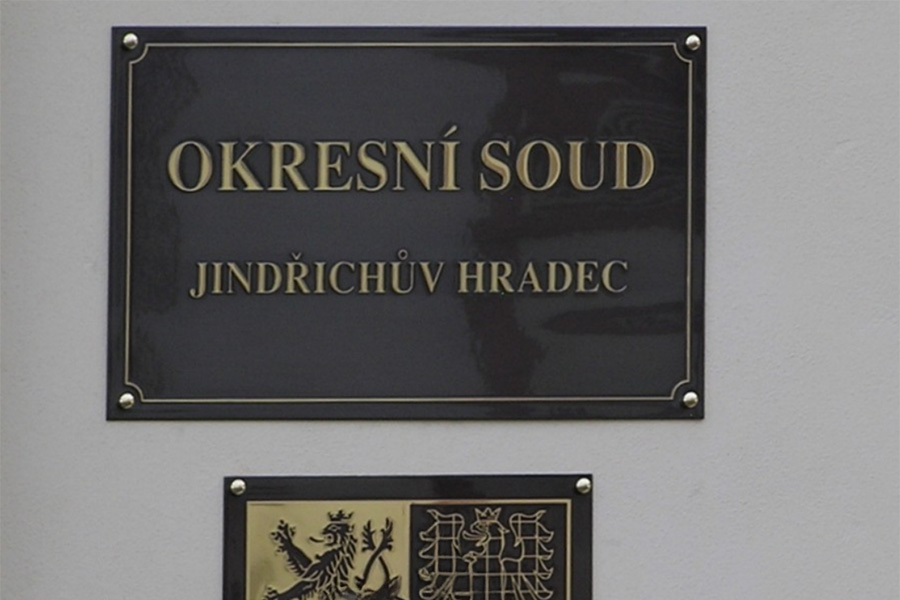 OKRESNÍ SOUD
JINDŘICHŮV HRADEC